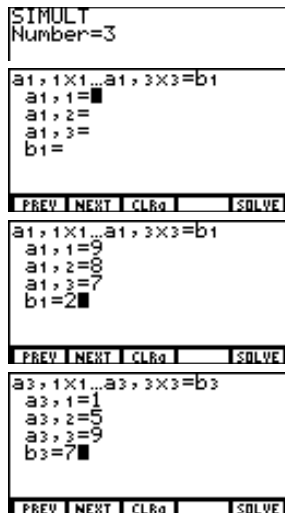 SIMULT
Number=3
a1,1x1…a1,3x3=b1
a1,1=
a1,2=
a1,3=
b1=
PREV NEXT CLRa SOLVE
a1,1x1…a1,3x3=b1
a1,1=9
a1,2=8
a1,3=7
b1=2
PREV NEXT CLRa SOLVE
a3,1x1…a3,3x3=b3
a3,1=1
a3,2=5
a3,3=9
b3=7
PREV NEXT CLRa SOLVE